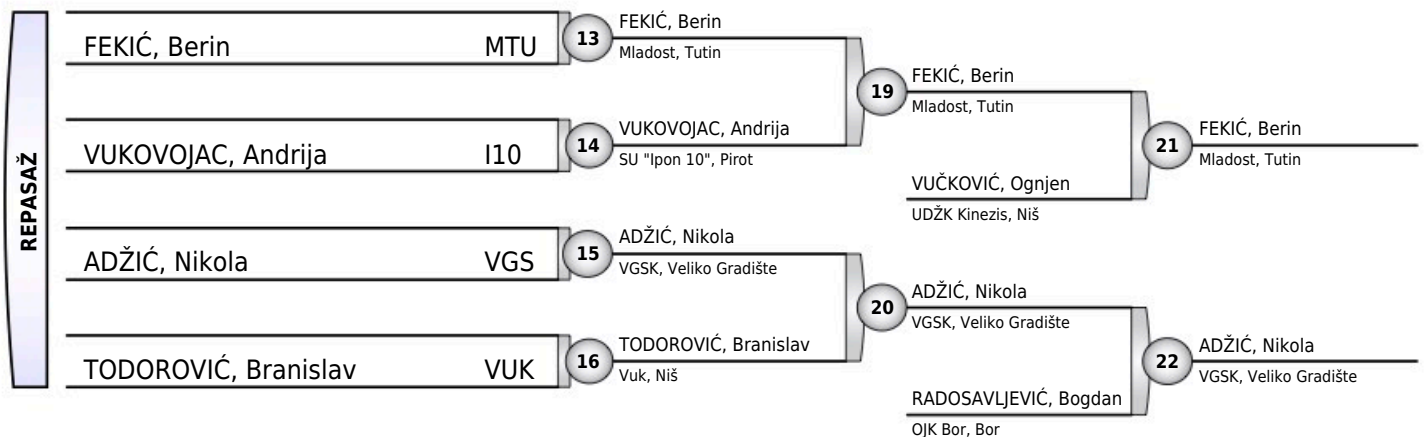 REPASAŽ
FEKIĆ, Berin MTU
13
FEKIĆ, Berin
Mladost, Tutin
VUKOVOJAC, Andrija I10
14
VUKOVOJAC, Andrija
SU "Ipon 10", Pirot
19
FEKIĆ, Berin
Mladost, Tutin
VUČKOVIĆ, Ognjen
UDŽK Kinezis, Niš
21
FEKIĆ, Berin
Mladost, Tutin
ADŽIĆ, Nikola VGS
15
ADŽIĆ, Nikola
VGSK, Veliko Gradište
TODOROVIĆ, Branislav VUK
16
TODOROVIĆ, Branislav
Vuk, Niš
20
ADŽIĆ, Nikola
VGSK, Veliko Gradište
RADOSAVLJEVIĆ, Bogdan
OJK Bor, Bor
22
ADŽIĆ, Nikola
VGSK, Veliko Gradište